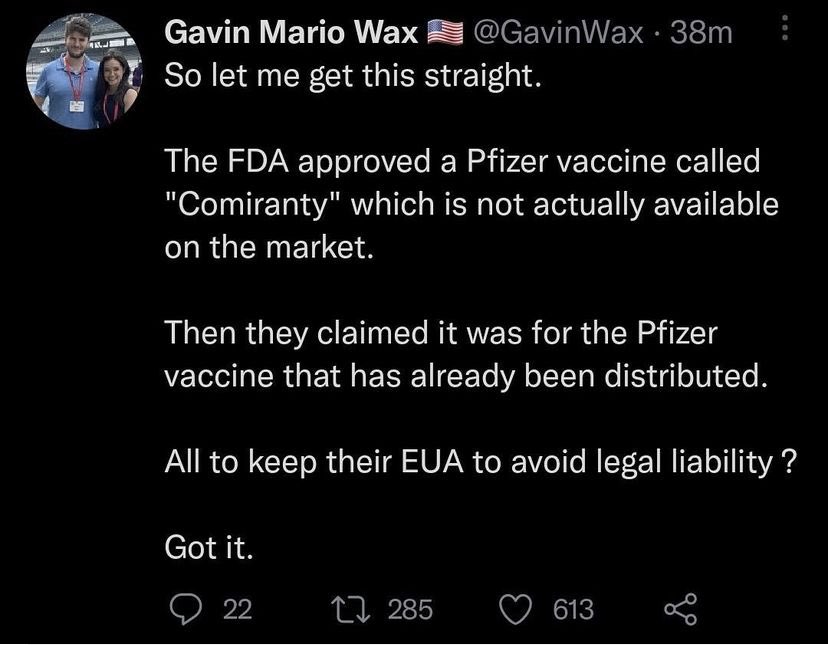 Gavin Mario Wax 🇺🇸 @GavinWax · 38m
So let me get this straight.
The FDA approved a Pfizer vaccine called
"Comiranty" which is not actually available
on the market.
Then they claimed it was for the Pfizer
vaccine that has already been distributed.
All to keep their EUA to avoid legal liability ?
Got it.
22 285 613